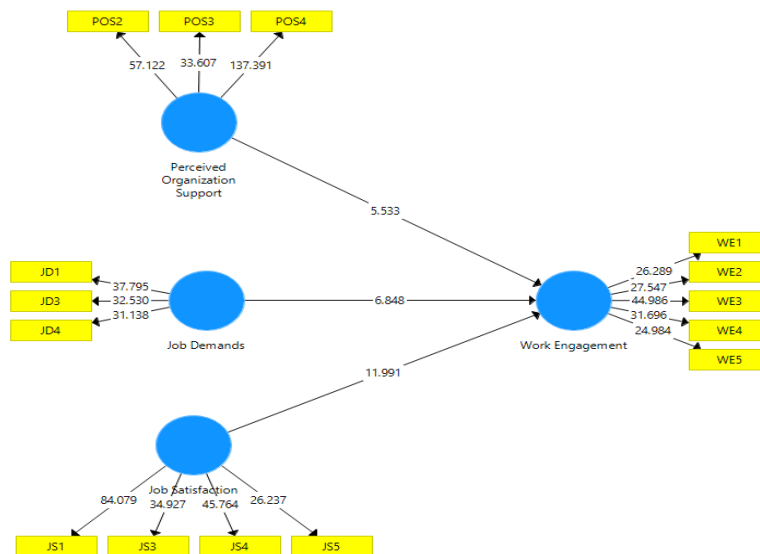 POS2 POS3 POS4
57.122 33.607 137.391
Perceived
Organization
Support
5.533
JD1
JD3
JD4
37.795
32.530
31.138
Job Demands
6.848
WE1
WE2
WE3
WE4
WE5
26.289
27.547
44.986
31.696
24.984
Work Engagement
11.991
Job Satisfaction
84.079 34.927 45.764 26.237
JS1 JS3 JS4 JS5